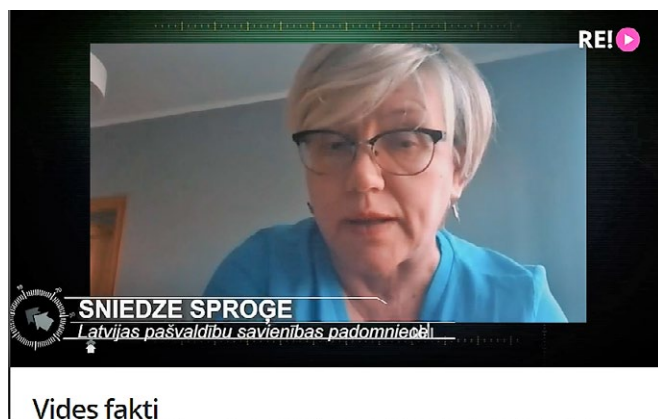 RE!
SNIEDZE SPROĢE
Latvijas pašvaldību savienības padomniece
Vides fakti